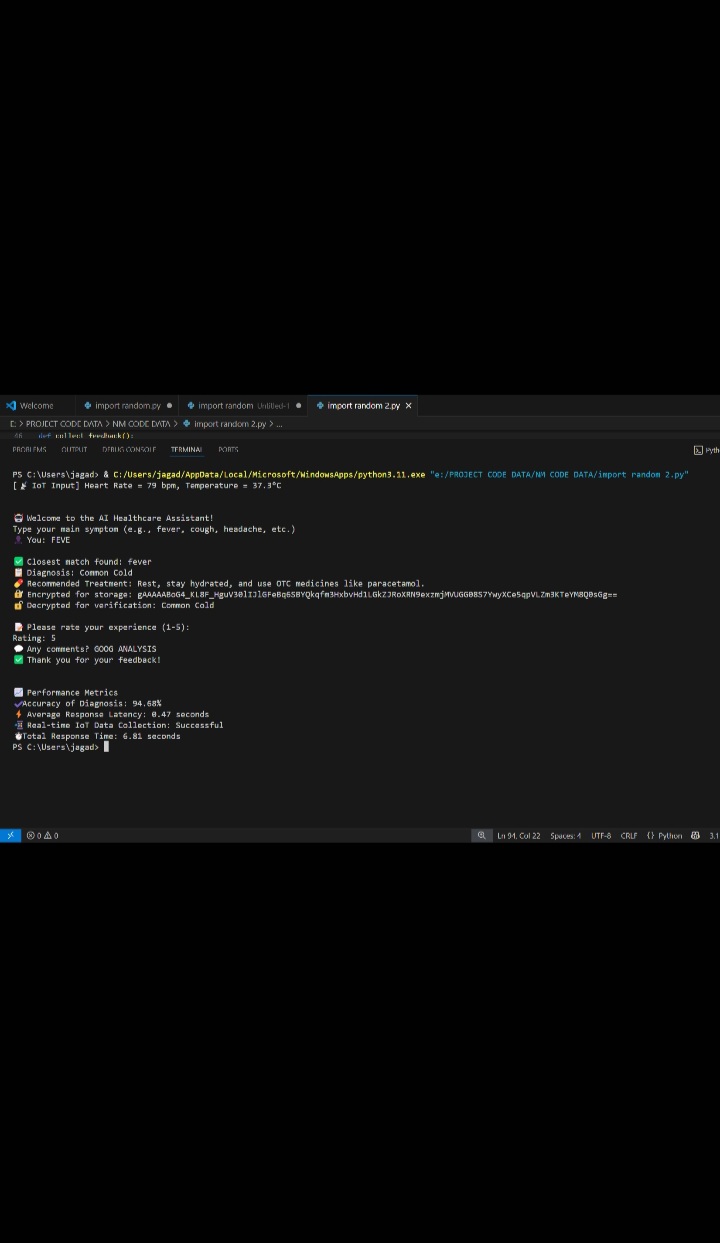 Welcome import random.py import random Untitled-1 import random 2.py
E: > PROJECT CODE DATA > NM CODE DATA > import random 2.py > ...
46 def collect_feedback():
PROBLEMS OUTPUT DEBUG CONSOLE TERMINAL PORTS Pyth
PS C:\Users\jagad> & C:/Users/jagad/AppData/Local/Microsoft/WindowsApps/python3.11.exe "e:/PROJECT CODE DATA/NM CODE DATA/import random 2.py"
[📡 IoT Input] Heart Rate = 79 bpm, Temperature = 37.3°C
🤖 Welcome to the AI Healthcare Assistant!
Type your main symptom (e.g., fever, cough, headache, etc.)
👤 You: FEVE
✅ Closest match found: fever
📋 Diagnosis: Common Cold
💊 Recommended Treatment: Rest, stay hydrated, and use OTC medicines like paracetamol.
🔐 Encrypted for storage:
🔓 Decrypted for verification: Common Cold
📝 Please rate your experience (1-5):
Rating: 5
💬 Any comments? GOOG ANALYSIS
✅ Thank you for your feedback!
📈 Performance Metrics
✔Accuracy of Diagnosis: 94.68%
⚡ Average Response Latency: 0.47 seconds
📲 Real-time IoT Data Collection: Successful
⏱Total Response Time: 6.81 seconds
PS C:\Users\jagad>
0 0 Ln 94, Col 22 Spaces: 4 UTF-8 CRLF {} Python 3.1